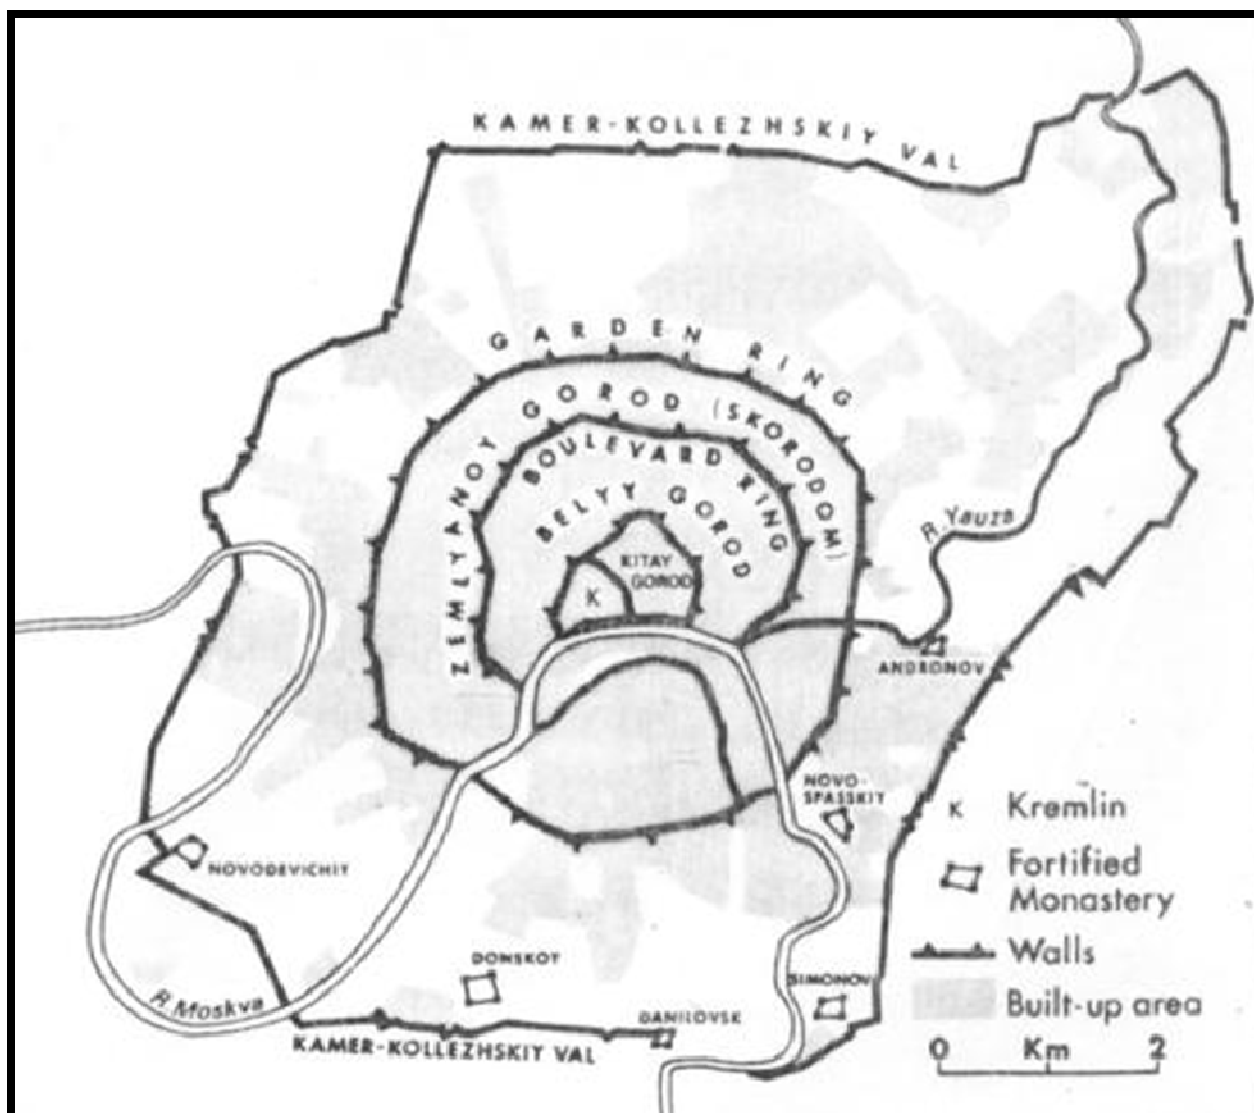 KAMER-KOLLEZHSKIY VAL
GARDEN RING
ZEMLYANOY GOROD (SKORODOM)
BOULEVARD RING
BELYY GOROD
KITAY
GOROD
K
R. Yauza
ANDRONOV
NOVO-
SPASSKIY
NOVODEVICHIY
DONSKOY
SIMONOV
DANILOVSK
R. Moskva
KAMER-KOLLEZHSKIY VAL
K Kremlin
Fortified
Monastery
Walls
Built-up area
0 Km 2